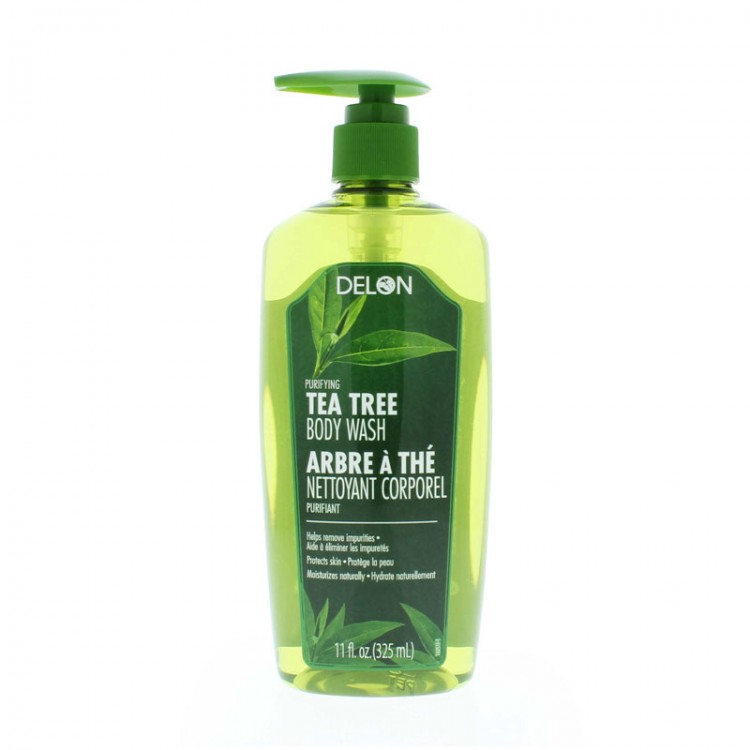 DELON
PURIFYING
TEA TREE
BODY WASH
ARBRE À THÉ
NETTOYANT CORPOREL
PURIFIANT
Helps remove impurities •
Aide à éliminer les impuretés
Protects skin • Protège la peau
Moisturizes naturally • Hydrate naturellement
11 fl. oz.(325 mL)